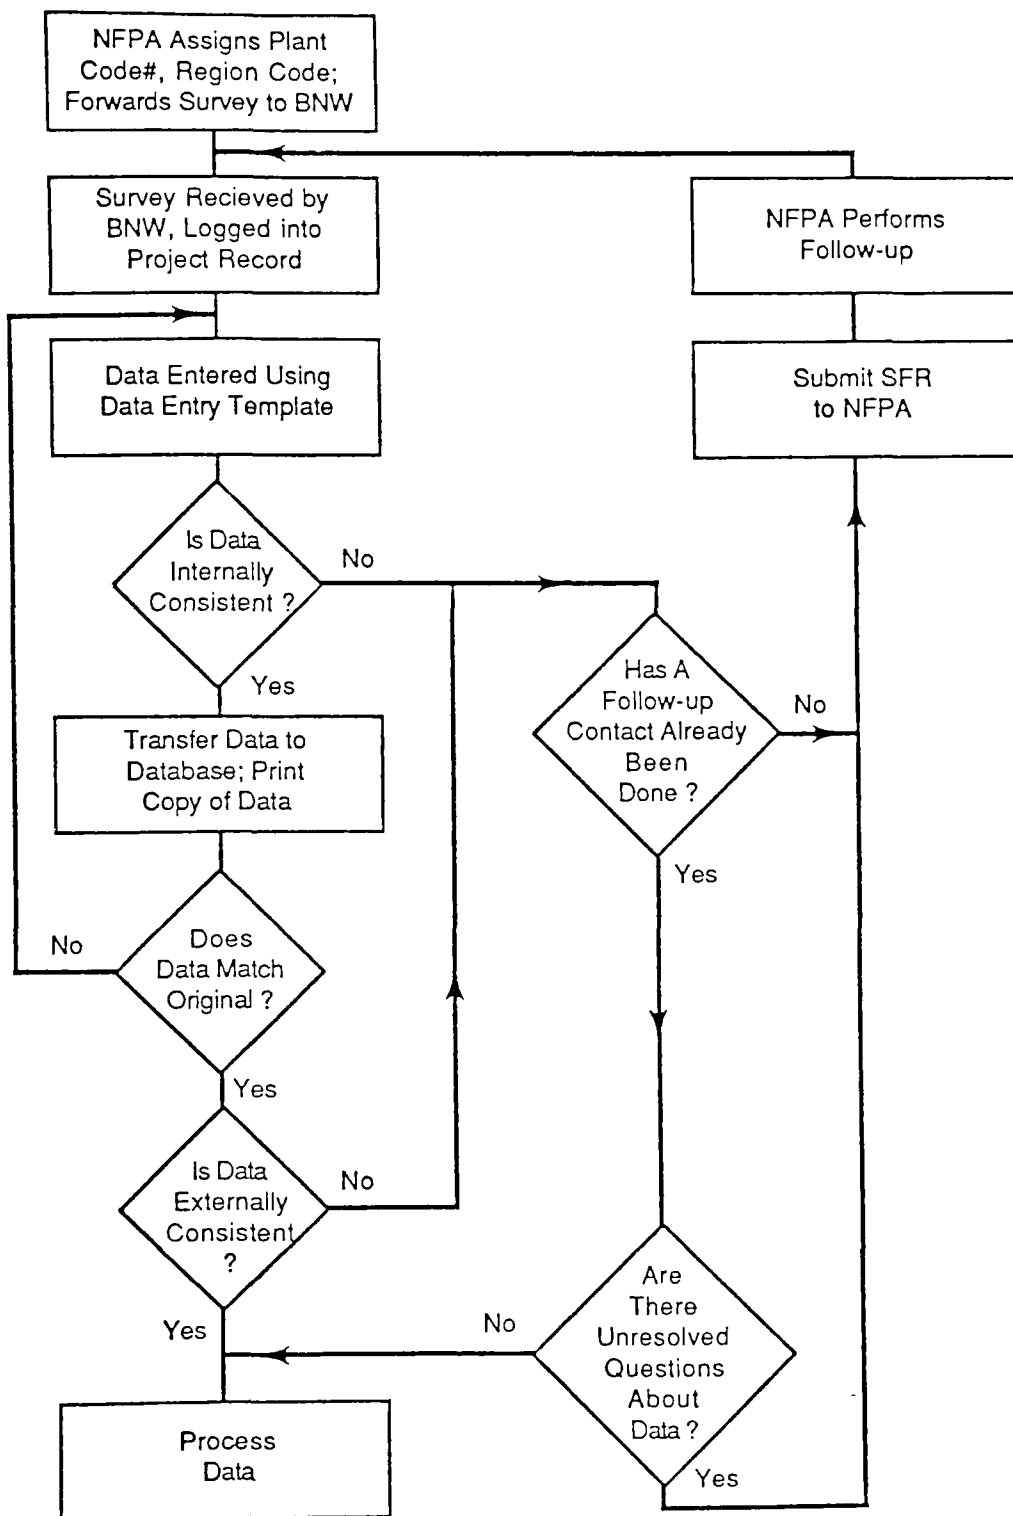 NFPA Assigns Plant
Code#, Region Code;
Forwards Survey to BNW
Survey Recieved by
BNW, Logged into
Project Record
NFPA Performs
Follow-up
Data Entered Using
Data Entry Template
Submit SFR
to NFPA
Is Data
Internally
Consistent ?
No
Yes
Has A
Follow-up
Contact Already
Been
Done ?
No
Yes
Transfer Data to
Database; Print
Copy of Data
No
Does
Data Match
Original ?
Yes
Is Data
Externally
Consistent
?
No
Yes
No
Are
There
Unresolved
Questions
About
Data ?
Yes
Process
Data